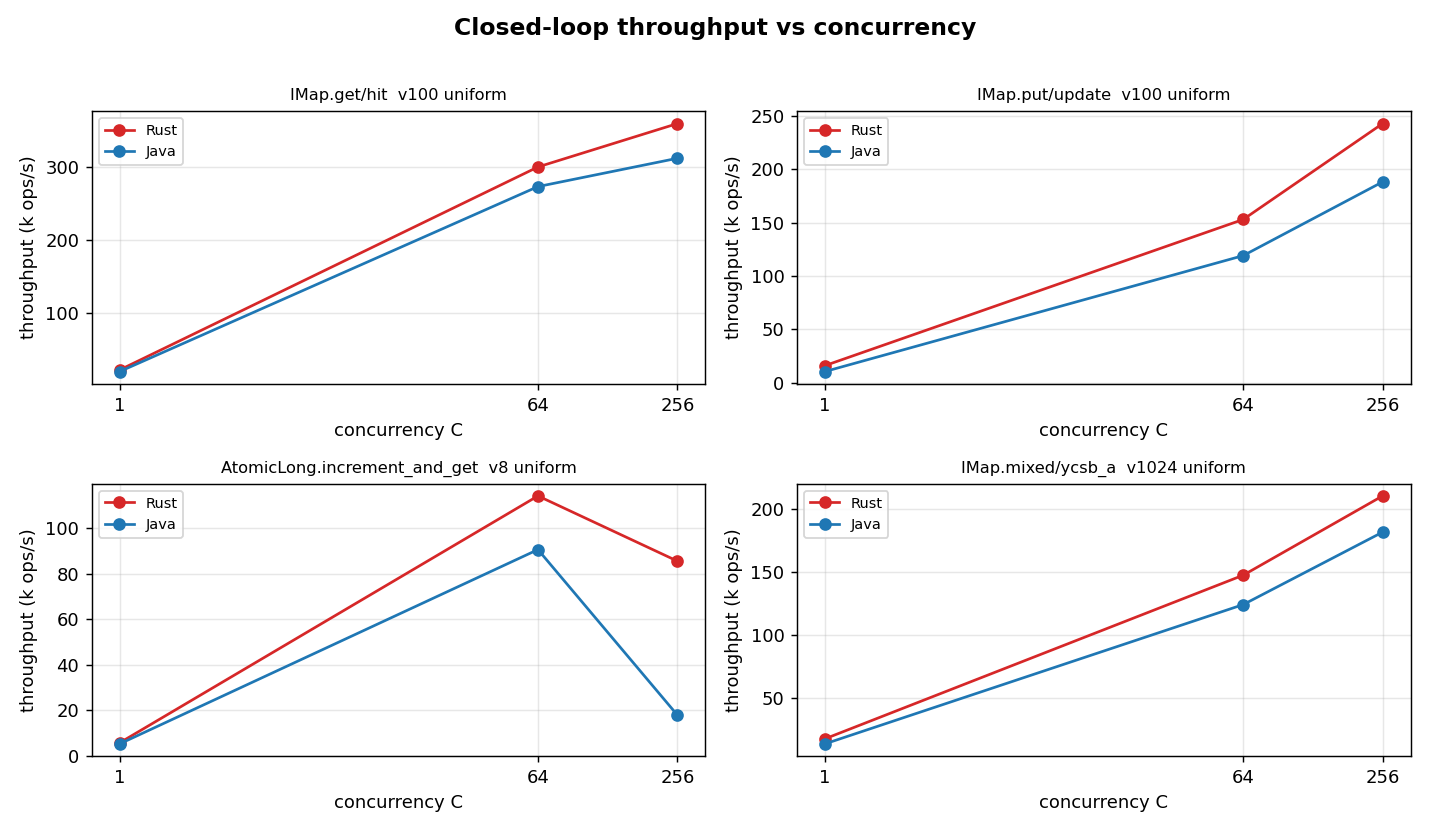 Closed-loop throughput vs concurrency
IMap.get/hit  v100 uniform
throughput (k ops/s)
300
200
100
Rust
Java
1
64
256
concurrency C
IMap.put/update  v100 uniform
throughput (k ops/s)
250
200
150
100
50
0
Rust
Java
1
64
256
concurrency C
AtomicLong.increment_and_get  v8 uniform
throughput (k ops/s)
100
80
60
40
20
0
Rust
Java
1
64
256
concurrency C
IMap.mixed/ycsb_a  v1024 uniform
throughput (k ops/s)
200
150
100
50
Rust
Java
1
64
256
concurrency C